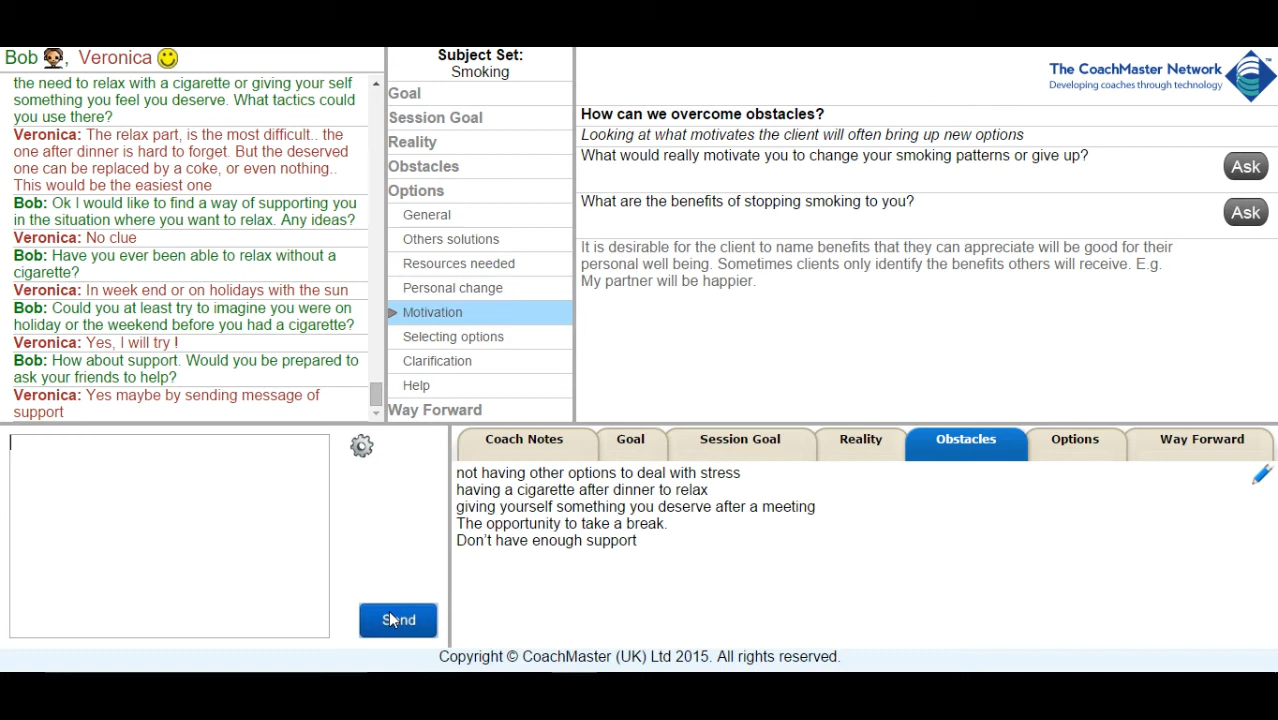 Bob, Veronica
the need to relax with a cigarette or giving your self
something you feel you deserve. What tactics could
you use there?
Veronica: The relax part, is the most difficult.. the
one after dinner is hard to forget. But the deserved
one can be replaced by a coke, or even nothing..
This would be the easiest one
Bob: Ok I would like to find a way of supporting you
in the situation where you want to relax. Any ideas?
Veronica: No clue
Bob: Have you ever been able to relax without a
cigarette?
Veronica: In week end or on holidays with the sun
Bob: Could you at least try to imagine you were on
holiday or the weekend before you had a cigarette?
Veronica: Yes, I will try !
Bob: How about support. Would you be prepared to
ask your friends to help?
Veronica: Yes maybe by sending message of
support
Subject Set:
Smoking
Goal
Session Goal
Reality
Obstacles
Options
General
Others solutions
Resources needed
Personal change
Motivation
Selecting options
Clarification
Help
Way Forward
The CoachMaster Network
Developing coaches through technology
TM
How can we overcome obstacles?
Looking at what motivates the client will often bring up new options
What would really motivate you to change your smoking patterns or give up?
Ask
What are the benefits of stopping smoking to you?
Ask
It is desirable for the client to name benefits that they can appreciate will be good for their
personal well being. Sometimes clients only identify the benefits others will receive. E.g.
My partner will be happier.
Send
Coach Notes
Goal
Session Goal
Reality
Obstacles
Options
Way Forward
not having other options to deal with stress
having a cigarette after dinner to relax
giving yourself something you deserve after a meeting
The opportunity to take a break.
Don't have enough support
Copyright © CoachMaster (UK) Ltd 2015. All rights reserved.